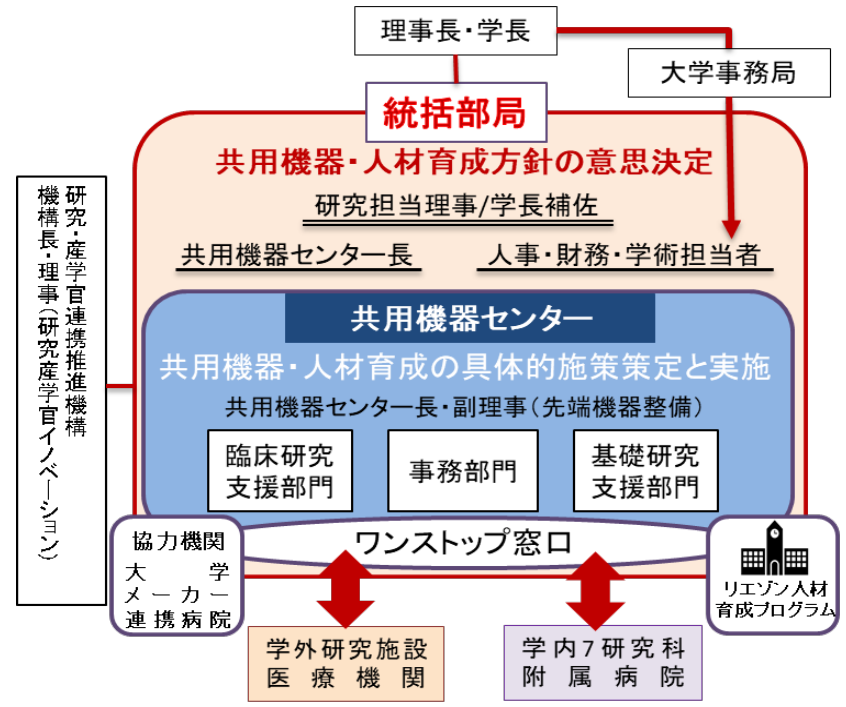 理事長・学長
大学事務局
統括部局
共用機器・人材育成方針の意思決定
研究担当理事/学長補佐
共用機器センター長
人事・財務・学術担当者
研究・産学官連携推進機構
機構長・理事(研究産学官イノベーション)
共用機器センター
共用機器・人材育成の具体的施策策定と実施
共用機器センター長・副理事(先端機器整備)
臨床研究
支援部門
事務部門
基礎研究
支援部門
ワンストップ窓口
協力機関
大学
メーカー
連携病院
リエゾン人材
育成プログラム
学外研究施設
医療機関
学内7研究科
附属病院